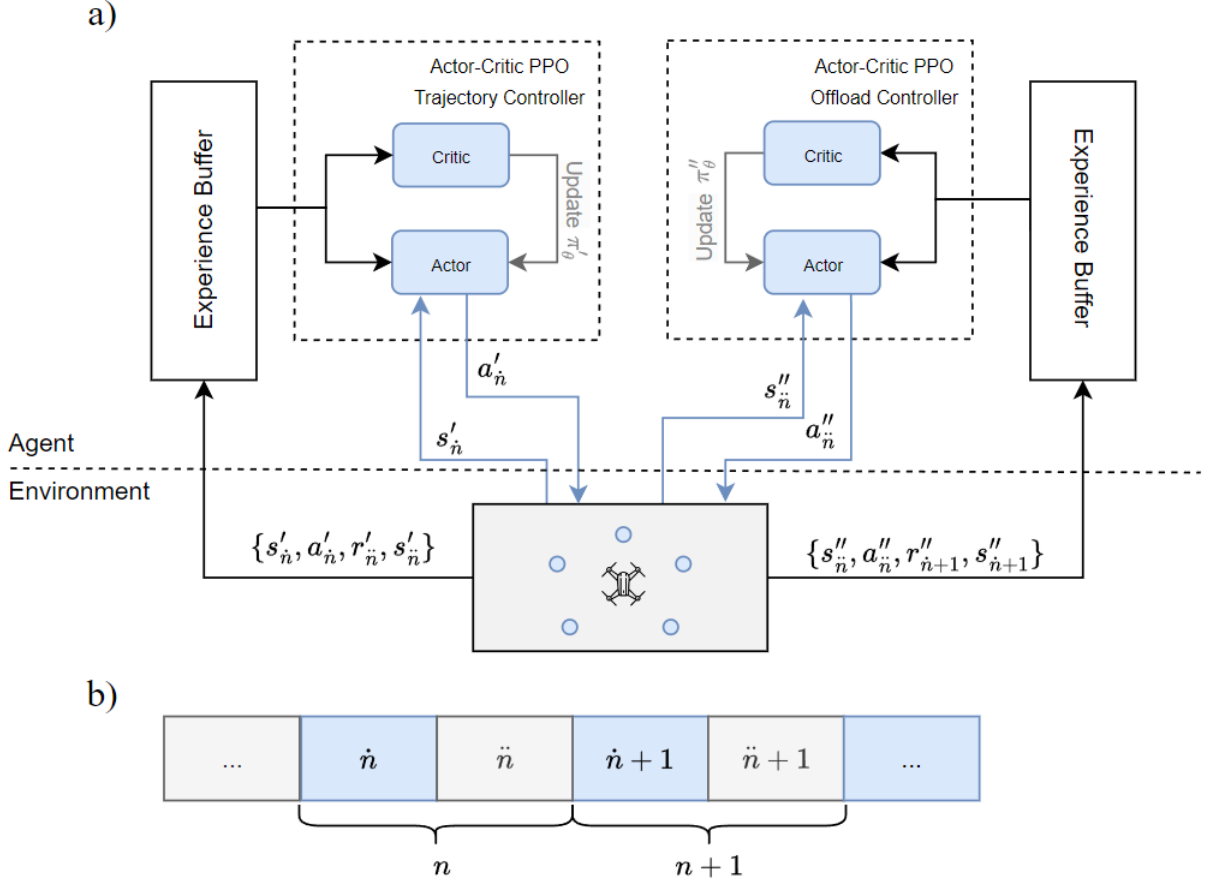 a)
Actor-Critic PPO
Trajectory Controller
Actor-Critic PPO
Offload Controller
Experience Buffer
Critic
Update π′_θ
Actor
Update π″_θ
Critic
Actor
Experience Buffer
a′_ṅ
s′_ṅ
s″_n̈
a″_n̈
Agent
Environment
{s′_ṅ, a′_ṅ, r′_n̈, s′_n̈}
{s″_n̈, a″_n̈, r″_ṅ+1, s″_ṅ+1}
b)
... ṅ n̈ ṅ + 1 n̈ + 1 ...
n n + 1